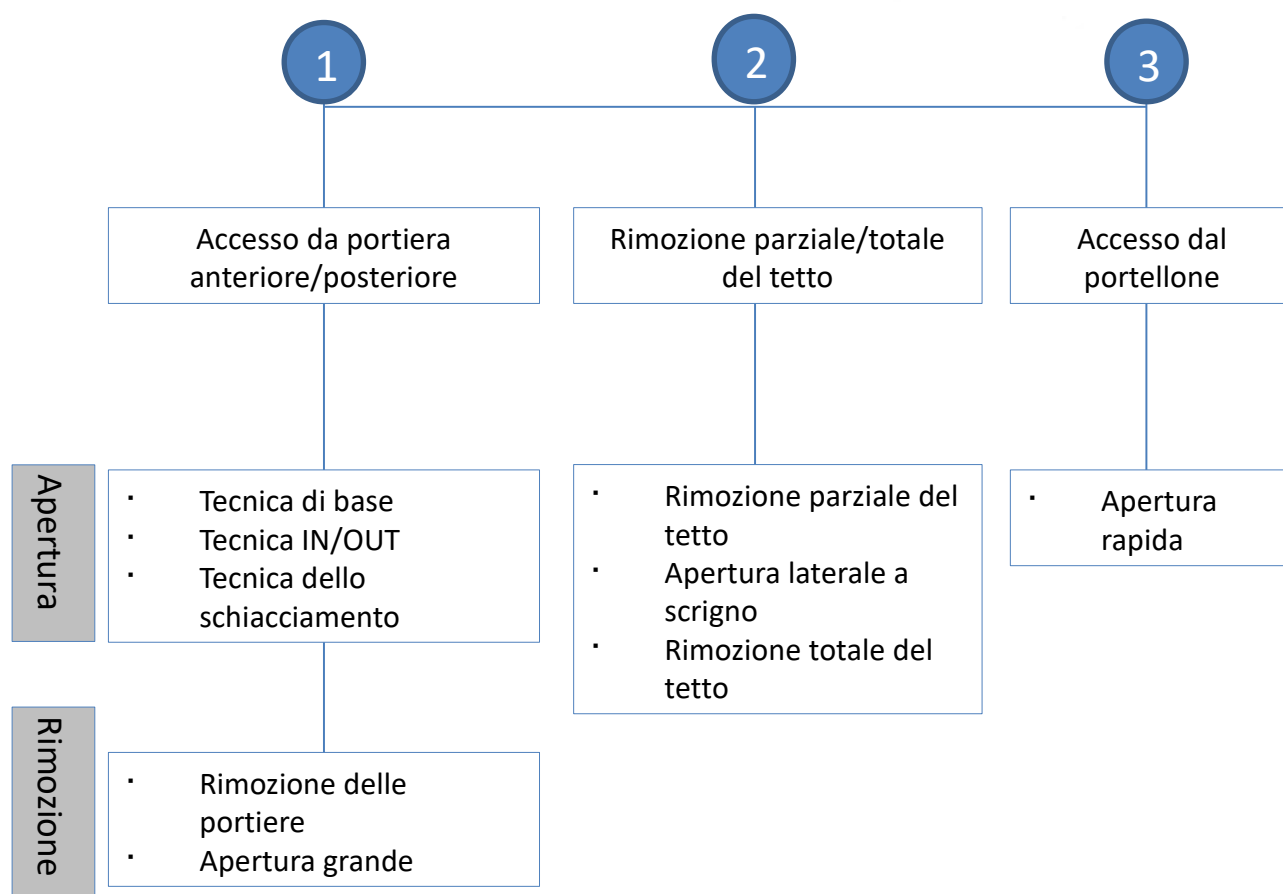 1
2
3
Accesso da portiera
anteriore/posteriore
Rimozione parziale/totale
del tetto
Accesso dal
portellone
Apertura
· Tecnica di base
· Tecnica IN/OUT
· Tecnica dello
schiacciamento
· Rimozione parziale del
tetto
· Apertura laterale a
scrigno
· Rimozione totale del
tetto
· Apertura
rapida
Rimozione
· Rimozione delle
portiere
· Apertura grande